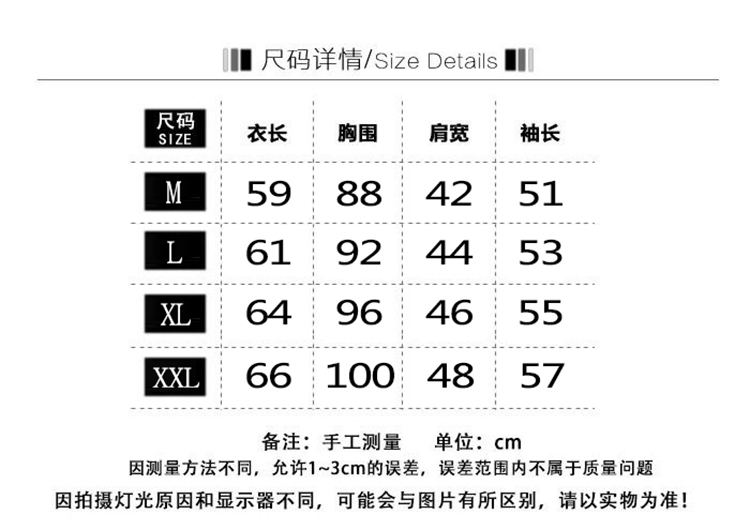 尺码详情/Size Details
尺码 衣长 胸围 肩宽 袖长
SIZE
M 59 88 42 51
L 61 92 44 53
XL 64 96 46 55
XXL 66 100 48 57
备注：手工测量 单位：cm
因测量方法不同，允许1~3cm的误差，误差范围内不属于质量问题
因拍摄灯光原因和显示器不同，可能会与图片有所区别，请以实物为准！